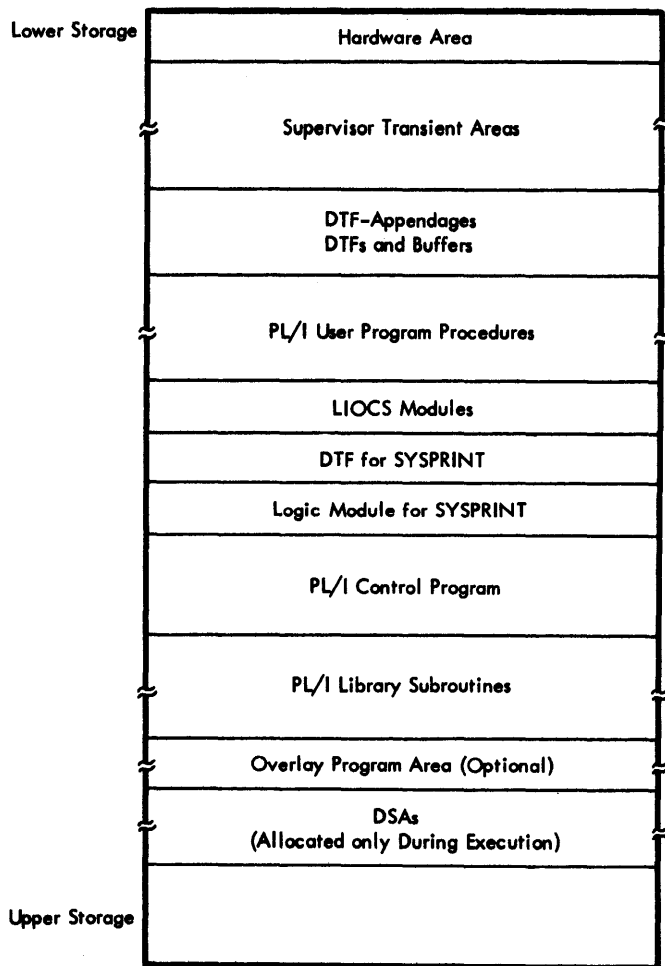 Lower Storage
Hardware Area
Supervisor Transient Areas
DTF-Appendages
DTFs and Buffers
PL/I User Program Procedures
LIOCS Modules
DTF for SYSPRINT
Logic Module for SYSPRINT
PL/I Control Program
PL/I Library Subroutines
Overlay Program Area (Optional)
DSAs
(Allocated only During Execution)
Upper Storage